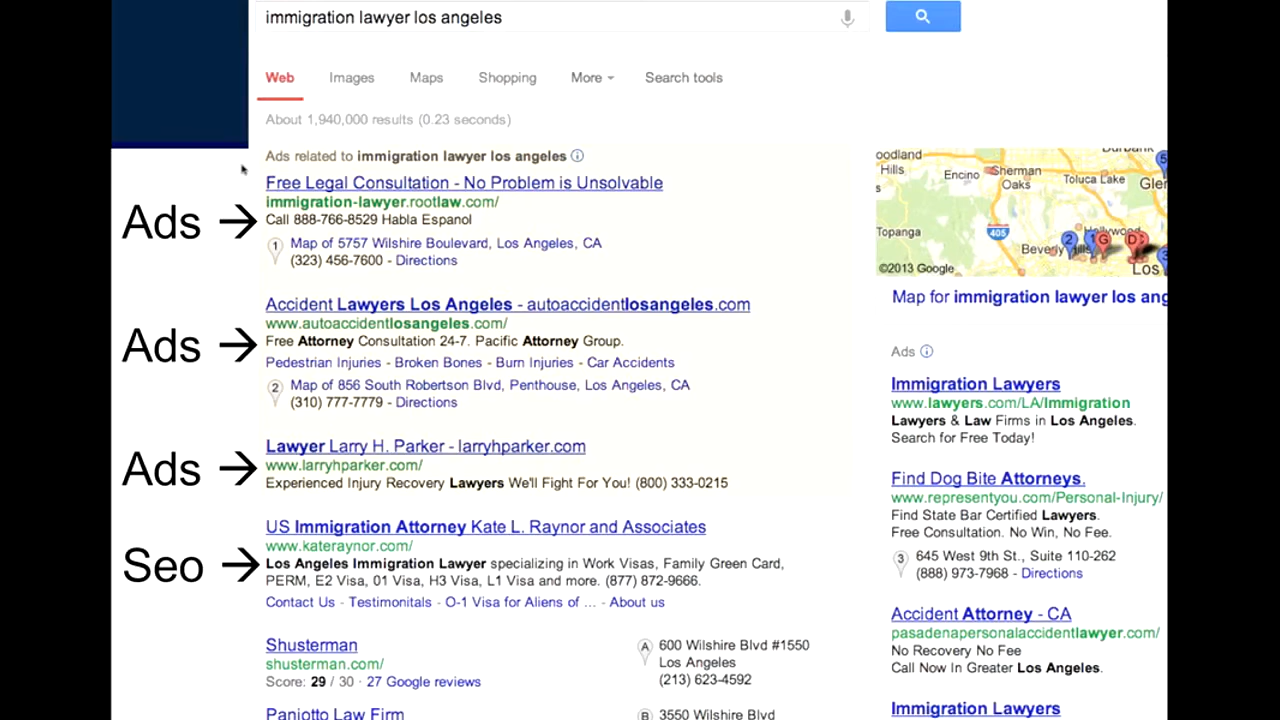 immigration lawyer los angeles
Web Images Maps Shopping More Search tools
About 1,940,000 results (0.23 seconds)
Ads related to immigration lawyer los angeles
Free Legal Consultation - No Problem is Unsolvable
immigration-lawyer.rootlaw.com/
Ads → Call 888-766-8529 Habla Espanol
1 Map of 5757 Wilshire Boulevard, Los Angeles, CA
(323) 456-7600 - Directions
Accident Lawyers Los Angeles - autoaccidentlosangeles.com
www.autoaccidentlosangeles.com/
Ads → Free Attorney Consultation 24-7. Pacific Attorney Group.
Pedestrian Injuries - Broken Bones - Burn Injuries - Car Accidents
2 Map of 856 South Robertson Blvd, Penthouse, Los Angeles, CA
(310) 777-7779 - Directions
Lawyer Larry H. Parker - larryhparker.com
Ads → www.larryhparker.com/
Experienced Injury Recovery Lawyers We'll Fight For You! (800) 333-0215
US Immigration Attorney Kate L. Raynor and Associates
www.kateraynor.com/
Seo → Los Angeles Immigration Lawyer specializing in Work Visas, Family Green Card,
PERM, E2 Visa, 01 Visa, H3 Visa, L1 Visa and more. (877) 872-9666.
Contact Us - Testimonitals - O-1 Visa for Aliens of ... - About us
Shusterman
shusterman.com/
Score: 29 / 30 · 27 Google reviews
A 600 Wilshire Blvd #1550
Los Angeles
(213) 623-4592
Paniotto Law Firm
B 3550 Wilshire Blvd
oodland
Hills
s
Encino
Sherman
Oaks
Toluca Lake
Burbank
Glen
5
Topanga
405
Hollywood
Beverly Hills
2 1 G D
3
©2013 Google
Los
Map for immigration lawyer los ang
Ads
Immigration Lawyers
www.lawyers.com/LA/Immigration
Lawyers & Law Firms in Los Angeles.
Search for Free Today!
Find Dog Bite Attorneys.
www.representyou.com/Personal-Injury/
Find State Bar Certified Lawyers.
Free Consultation. No Win, No Fee.
3 645 West 9th St., Suite 110-262
(888) 973-7968 - Directions
Accident Attorney - CA
pasadenapersonalaccidentlawyer.com/
No Recovery No Fee
Call Now In Greater Los Angeles.
Immigration Lawyers